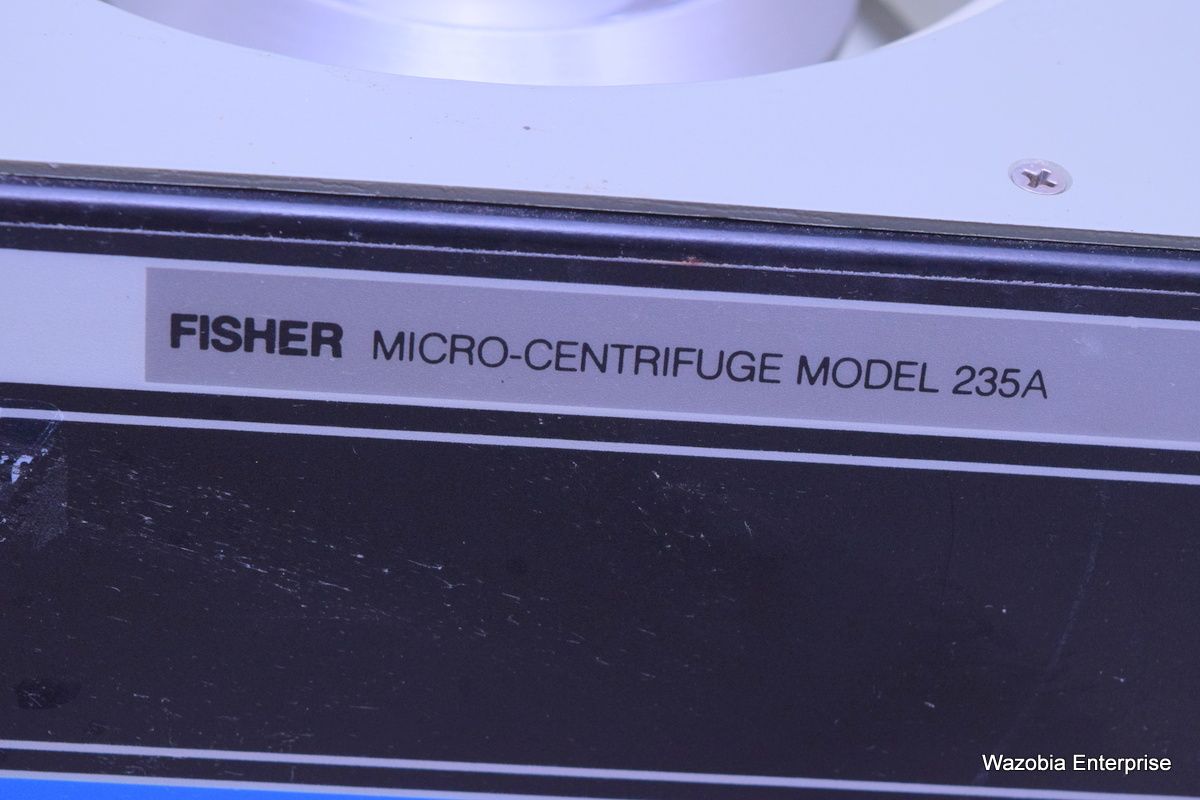 FISHER MICRO-CENTRIFUGE MODEL 235A
Wazobia Enterprise